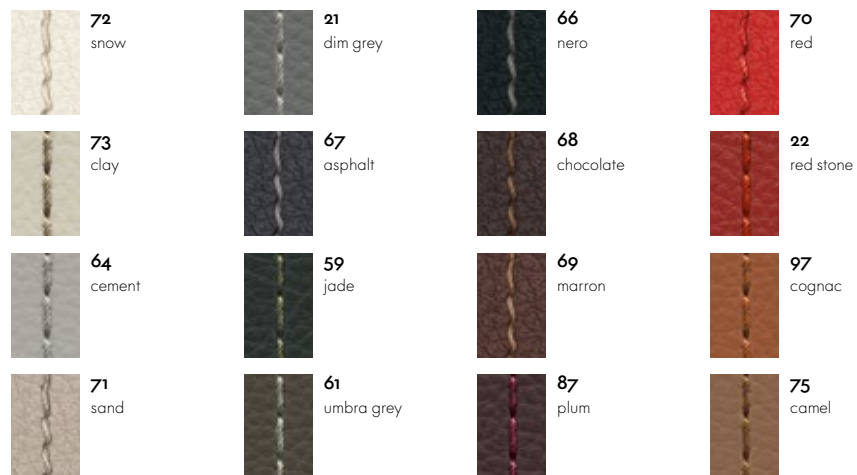 72
snow
21
dim grey
66
nero
70
red
73
clay
67
asphalt
68
chocolate
22
red stone
64
cement
59
jade
69
marron
97
cognac
71
sand
61
umbra grey
87
plum
75
camel